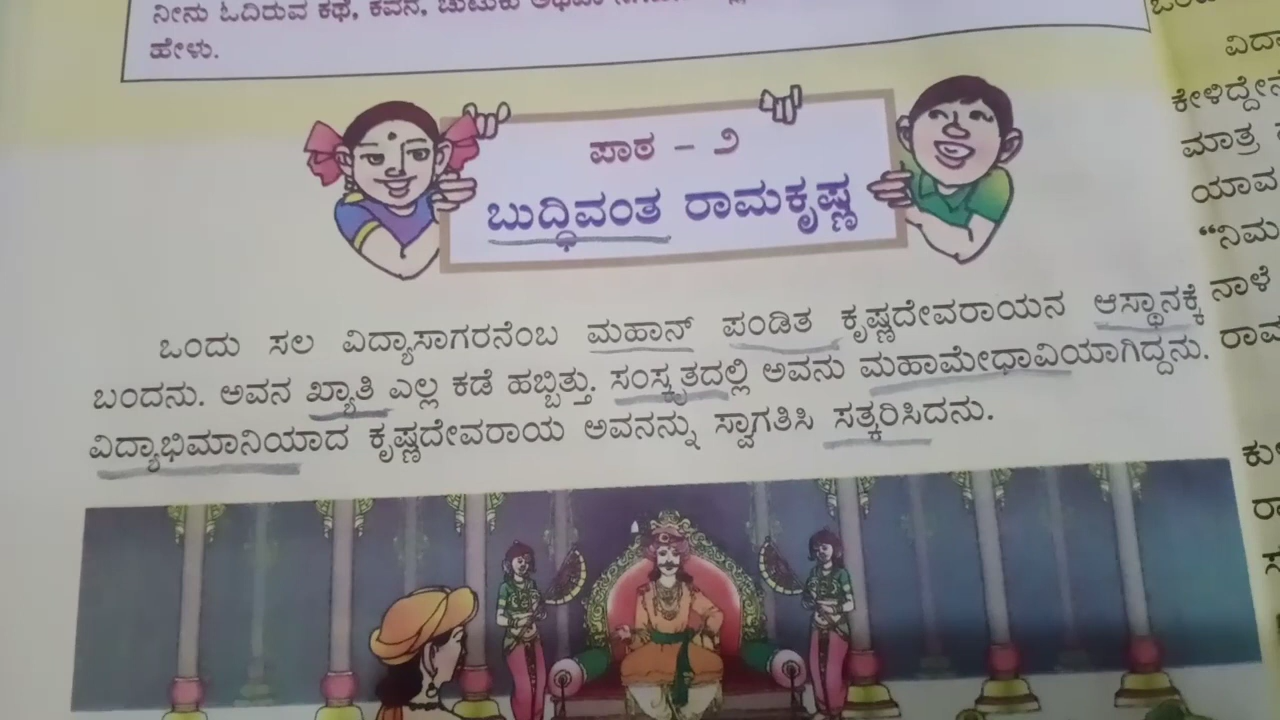 ನೀನು ಓದಿರುವ ಕಥೆ, ಕವನ, ಚುಟುಕು ಅಥವಾ
ಹೇಳು.
ಪಾಠ - ೨
ಬುದ್ಧಿವಂತ ರಾಮಕೃಷ್ಣ
ಒಂದು ಸಲ ವಿದ್ಯಾಸಾಗರನೆಂಬ ಮಹಾನ್ ಪಂಡಿತ ಕೃಷ್ಣದೇವರಾಯನ ಆಸ್ಥಾನಕ್ಕೆ
ಬಂದನು. ಅವನ ಖ್ಯಾತಿ ಎಲ್ಲ ಕಡೆ ಹಬ್ಬಿತ್ತು. ಸಂಸ್ಕೃತದಲ್ಲಿ ಅವನು ಮಹಾಮೇಧಾವಿಯಾಗಿದ್ದನು.
ವಿದ್ಯಾಭಿಮಾನಿಯಾದ ಕೃಷ್ಣದೇವರಾಯ ಅವನನ್ನು ಸ್ವಾಗತಿಸಿ ಸತ್ಕರಿಸಿದನು.
ಕೇಳಿದ್ದೇನೆ
ಮಾತ್ರ
ನಾಳೆ